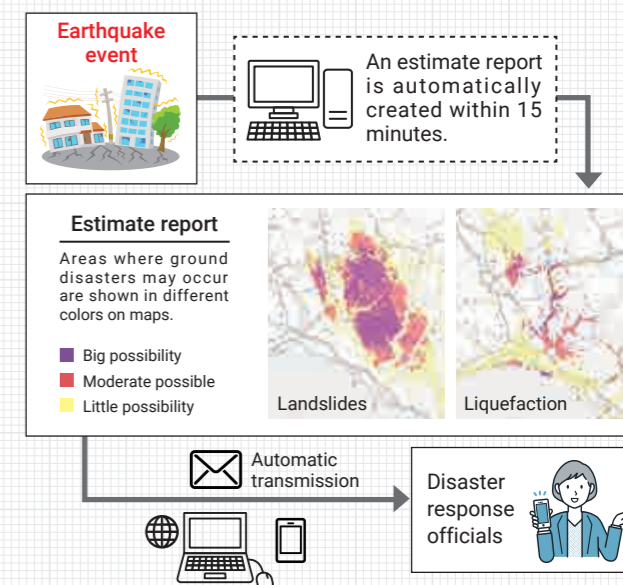 Earthquake
event
An estimate report
is automatically
created within 15
minutes.
Estimate report
Areas where ground
disasters may occur
are shown in different
colors on maps.
Big possibility
Moderate possible
Little possibility
Landslides
Liquefaction
Automatic
transmission
Disaster
response
officials